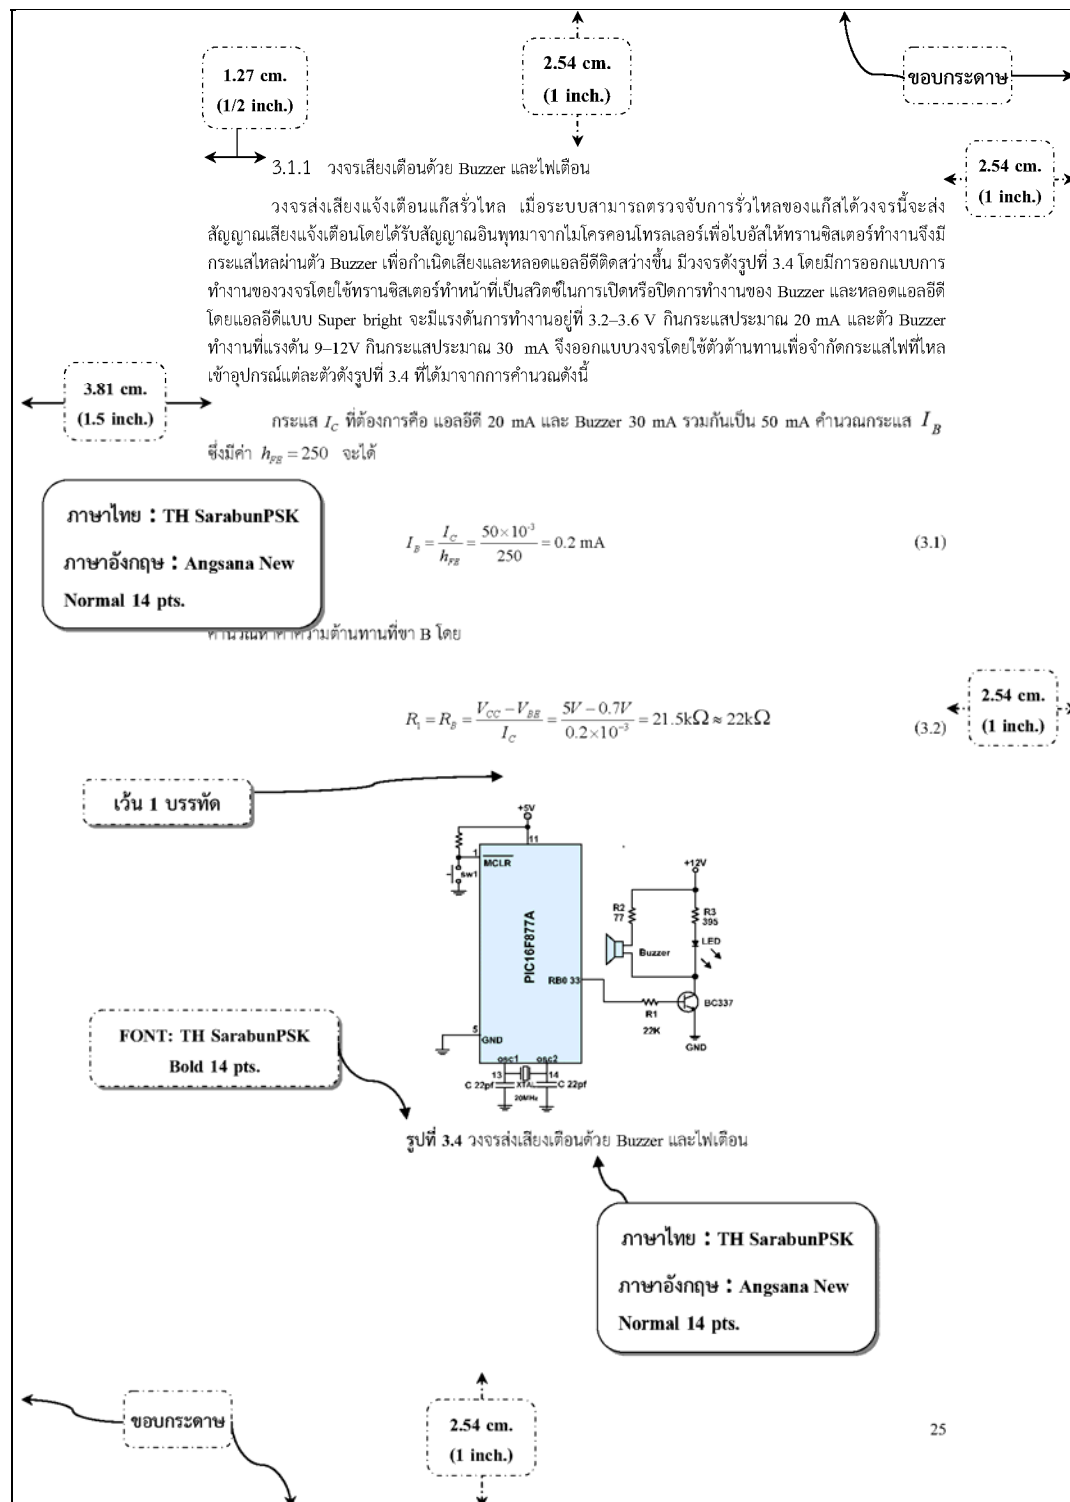 1.27 cm.
(1/2 inch.)
2.54 cm.
(1 inch.)
ขอบกระดาษ
2.54 cm.
(1 inch.)
3.1.1 วงจรเสียงเตือนด้วย Buzzer และไฟเตือน
วงจรส่งเสียงแจ้งเตือนแก๊สรั่วไหล เมื่อระบบสามารถตรวจจับการรั่วไหลของแก๊สได้วงจรนี้จะส่ง
สัญญาณเสียงแจ้งเตือนโดยได้รับสัญญาณอินพุทมาจากไมโครคอนโทรลเลอร์เพื่อไบอัสให้ทรานซิสเตอร์ทำงานจึงมี
กระแสไหลผ่านตัว Buzzer เพื่อกำเนิดเสียงและหลอดแอลอีดีติดสว่างขึ้น มีวงจรดังรูปที่ 3.4 โดยมีการออกแบบการ
ทำงานของวงจรโดยใช้ทรานซิสเตอร์ทำหน้าที่เป็นสวิตซ์ในการเปิดหรือปิดการทำงานของ Buzzer และหลอดแอลอีดี
โดยแอลอีดีแบบ Super bright จะมีแรงดันการทำงานอยู่ที่ 3.2–3.6 V กินกระแสประมาณ 20 mA และตัว Buzzer
ทำงานที่แรงดัน 9–12V กินกระแสประมาณ 30 mA จึงออกแบบวงจรโดยใช้ตัวต้านทานเพื่อจำกัดกระแสไฟที่ไหล
เข้าอุปกรณ์แต่ละตัวดังรูปที่ 3.4 ที่ได้มาจากการคำนวณดังนี้
3.81 cm.
(1.5 inch.)
กระแส I_C ที่ต้องการคือ แอลอีดี 20 mA และ Buzzer 30 mA รวมกันเป็น 50 mA คำนวณกระแส I_B
ซึ่งมีค่า h_FE = 250 จะได้
ภาษาไทย : TH SarabunPSK
ภาษาอังกฤษ : Angsana New
Normal 14 pts.
I_B = I_C / h_FE = 50×10^-3 / 250 = 0.2 mA (3.1)
คำนวณหาค่าความต้านทานที่ขา B โดย
R_1 = R_B = V_CC − V_BE / I_C = 5V − 0.7V / 0.2×10^-3 = 21.5kΩ ≈ 22kΩ (3.2)
2.54 cm.
(1 inch.)
เว้น 1 บรรทัด
+5V
11
1
MCLR
sw1
PIC16F877A
RB0 33
5
GND
osc1 osc2
13 14
C 22pf XTAL C 22pf
20MHz
+12V
R2
77
R3
395
LED
Buzzer
BC337
R1
22K
GND
FONT: TH SarabunPSK
Bold 14 pts.
รูปที่ 3.4 วงจรส่งเสียงเตือนด้วย Buzzer และไฟเตือน
ภาษาไทย : TH SarabunPSK
ภาษาอังกฤษ : Angsana New
Normal 14 pts.
ขอบกระดาษ
2.54 cm.
(1 inch.)
25